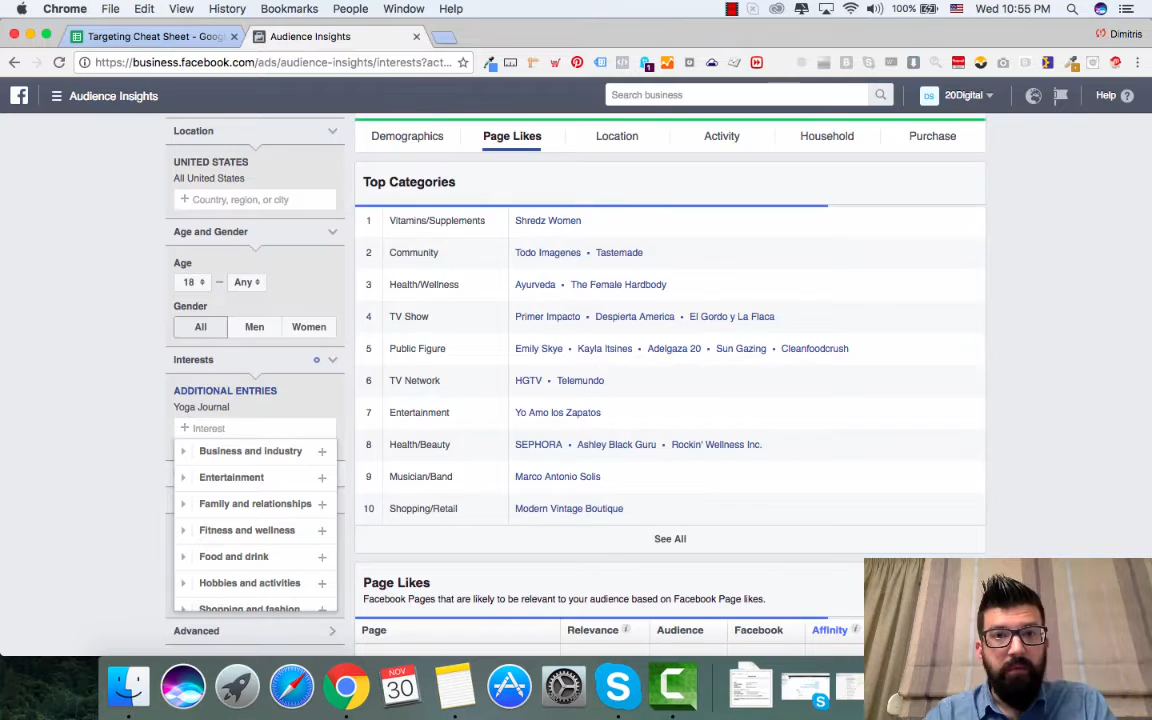 Chrome File Edit View History Bookmarks People Window Help 100% Wed 10:55 PM
Targeting Cheat Sheet - Googl Audience Insights Dimitris
https://business.facebook.com/ads/audience-insights/interests?act...
Audience Insights Search business DS 20Digital Help ?
Location
UNITED STATES
All United States
+ Country, region, or city
Age and Gender
Age
18 – Any
Gender
All Men Women
Interests
ADDITIONAL ENTRIES
Yoga Journal
+ Interest
Business and industry +
Entertainment +
Family and relationships +
Fitness and wellness +
Food and drink +
Hobbies and activities +
Shopping and fashion +
Advanced
Demographics Page Likes Location Activity Household Purchase
Top Categories
1 Vitamins/Supplements Shredz Women
2 Community Todo Imagenes • Tastemade
3 Health/Wellness Ayurveda • The Female Hardbody
4 TV Show Primer Impacto • Despierta America • El Gordo y La Flaca
5 Public Figure Emily Skye • Kayla Itsines • Adelgaza 20 • Sun Gazing • Cleanfoodcrush
6 TV Network HGTV • Telemundo
7 Entertainment Yo Amo los Zapatos
8 Health/Beauty SEPHORA • Ashley Black Guru • Rockin' Wellness Inc.
9 Musician/Band Marco Antonio Solis
10 Shopping/Retail Modern Vintage Boutique
See All
Page Likes
Facebook Pages that are likely to be relevant to your audience based on Facebook Page likes.
Page Relevance i Audience Facebook Affinity i
NOV
30